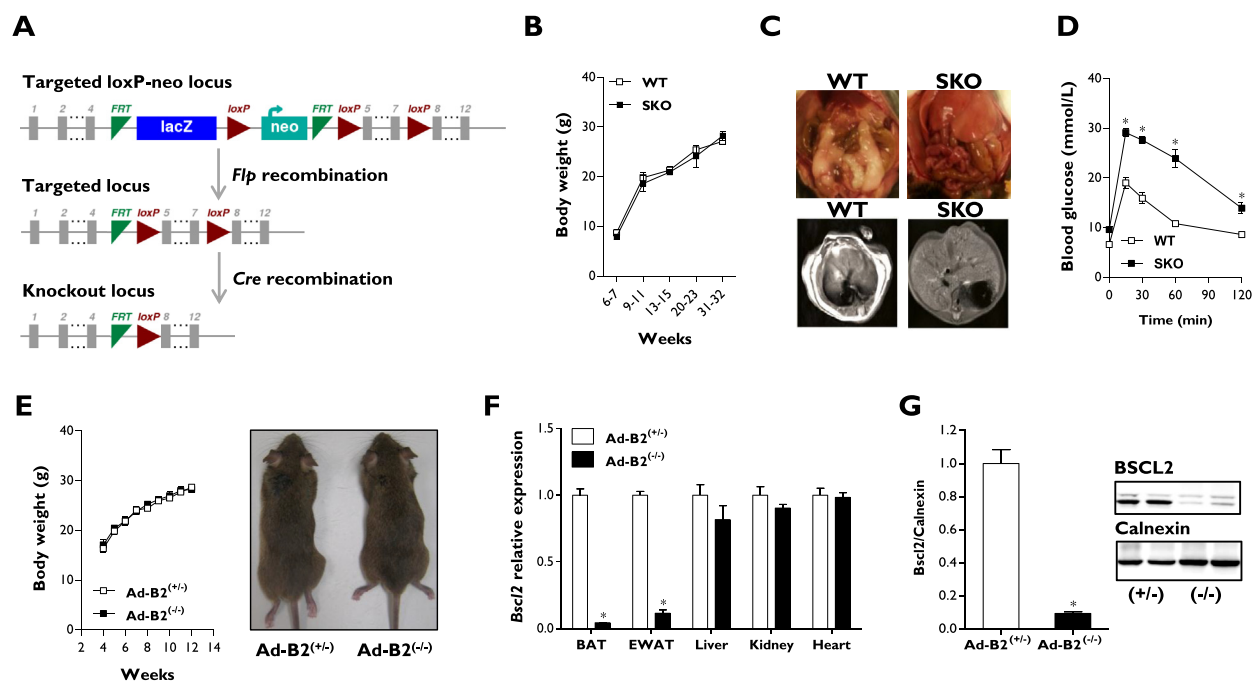 A
Targeted loxP-neo locus
1 2 4 FRT loxP FRT loxP 5 7 loxP 8 12
lacZ neo
Flp recombination
Targeted locus
1 2 4 FRT loxP 5 7 loxP 8 12
Cre recombination
Knockout locus
1 2 4 FRT loxP 8 12
B
Body weight (g)
40
30
20
10
0
WT
SKO
6-7 9-11 13-15 20-23 31-32
Weeks
C
WT SKO
WT SKO
D
Blood glucose (mmol/L)
40
30
20
10
0
* * * *
WT
SKO
0 30 60 90 120
Time (min)
E
Body weight (g)
40
30
20
10
0
Ad-B2(+/-)
Ad-B2(-/-)
2 4 6 8 10 12
Weeks
Ad-B2(+/-) Ad-B2(-/-)
F
Bscl2 relative expression
1.5
1.0
0.5
0.0
Ad-B2(+/-)
Ad-B2(-/-)
* *
BAT EWAT Liver Kidney Heart
G
Bscl2/Calnexin
1.2
1.0
0.8
0.6
0.4
0.2
0.0
*
Ad-B2(+/-) Ad-B2(-/-)
BSCL2
Calnexin
(+/-) (-/-)